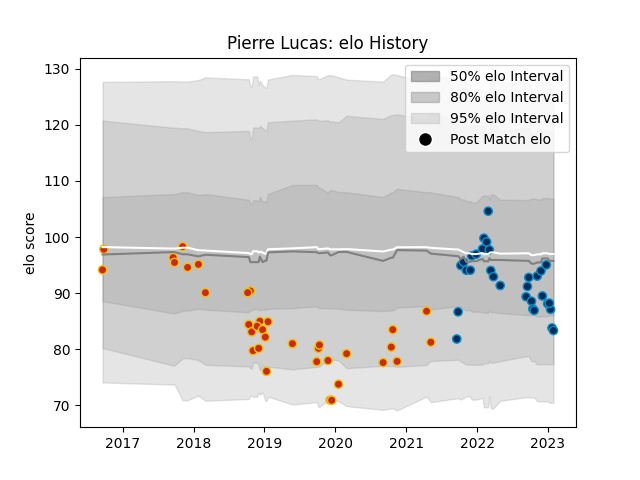 Pierre Lucas: elo History
elo score
130
120
110
100
90
80
70
2017
2018
2019
2020
2021
2022
2023
50% elo Interval
80% elo Interval
95% elo Interval
Post Match elo